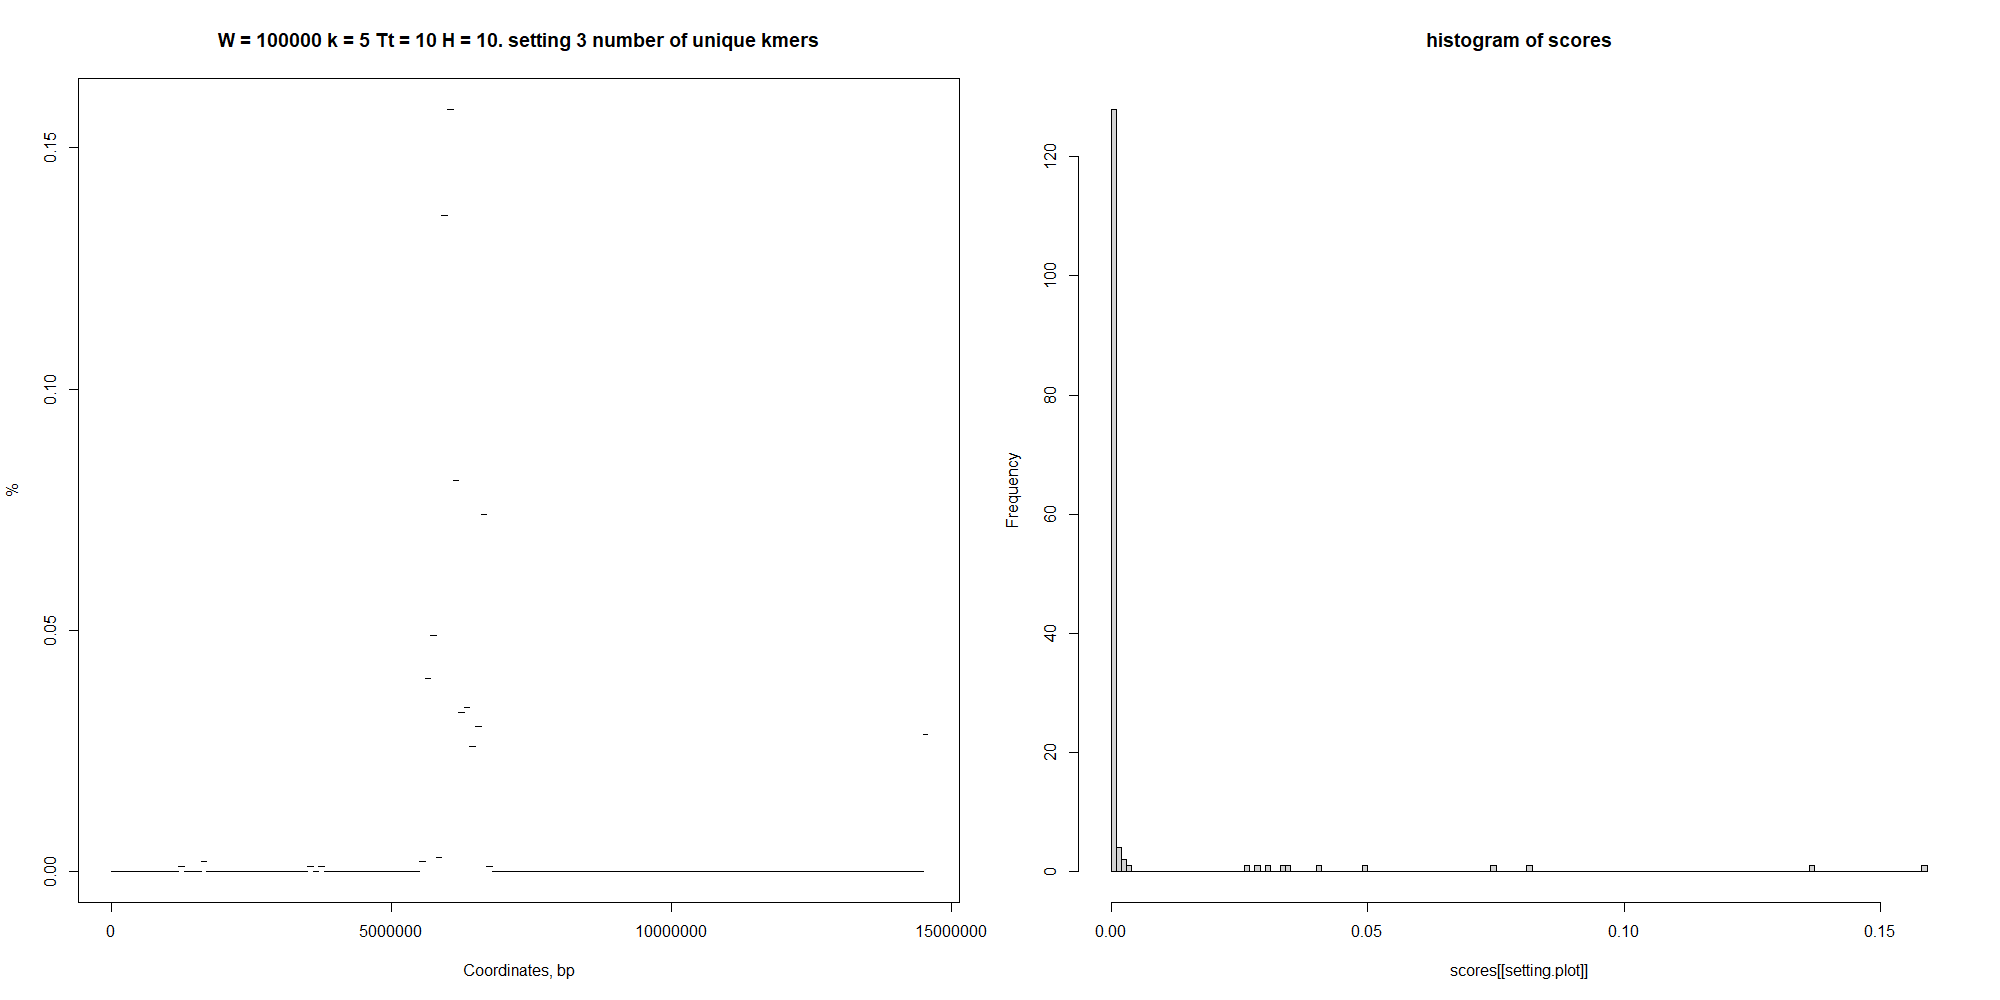 W = 100000 k = 5 Tt = 10 H = 10. setting 3 number of unique kmers
%
0.15
0.10
0.05
0.00
0 5000000 10000000 15000000
Coordinates, bp
histogram of scores
Frequency
120
100
80
60
40
20
0
0.00 0.05 0.10 0.15
scores[[setting.plot]]